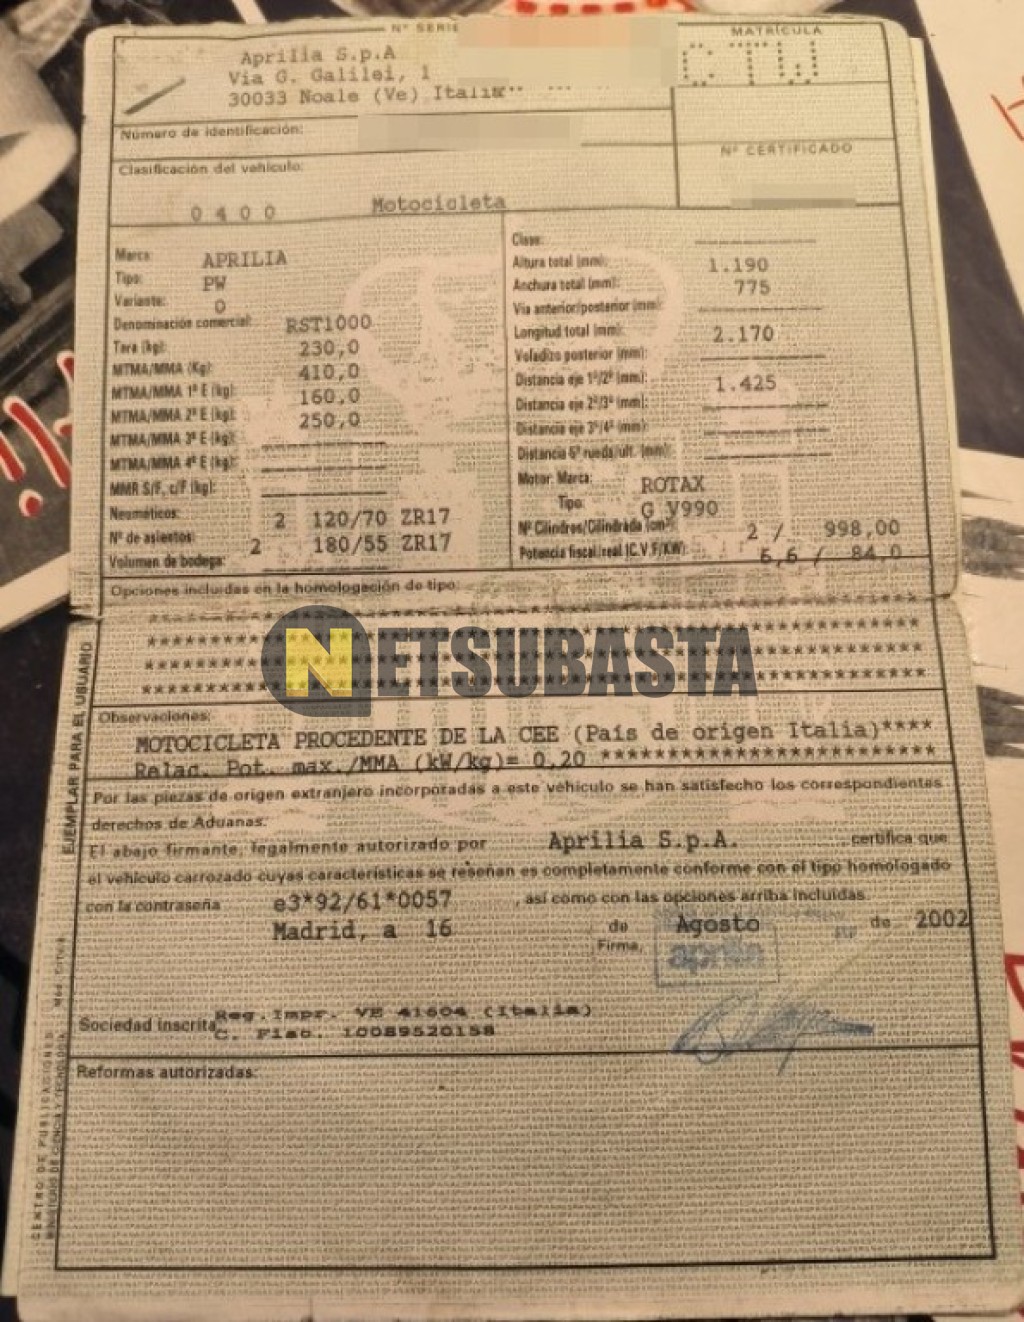 Nº SERIE
MATRÍCULA
Aprilia S.p.A
Via G. Galilei, 1
30033 Noale (Ve) Italia
CTW
Número de identificación:
Nº CERTIFICADO
Clasificación del vehículo:
0400 Motocicleta
Marca: APRILIA
Tipo: PW
Variante: 0
Denominación comercial: RST1000
Tara (kg): 230,0
MTMA/MMA (Kg): 410,0
MTMA/MMA 1º E (kg): 160,0
MTMA/MMA 2º E (kg): 250,0
MTMA/MMA 3º E (kg):
MTMA/MMA 4º E (kg):
MMR S/F, c/F (kg):
Neumáticos: 2 120/70 ZR17
Nº de asientos: 2 180/55 ZR17
Volumen de bodega:
Clase:
Altura total (mm): 1.190
Anchura total (mm): 775
Vía anterior/posterior (mm):
Longitud total (mm): 2.170
Voladizo posterior (mm):
Distancia eje 1º/2º (mm): 1.425
Distancia eje 2º/3º (mm):
Distancia eje 3º/4º (mm):
Distancia 5ª rueda/ult. (mm):
Motor: Marca: ROTAX
Tipo: G V990
Nº Cilindros/Cilindrada (cm³): 2 / 998,00
Potencia fiscal/real (C.V.F/KW): 6,6 / 84,0
Opciones incluidas en la homologación de tipo:
NETSUBASTA
EJEMPLAR PARA EL USUARIO
Observaciones:
MOTOCICLETA PROCEDENTE DE LA CEE (País de origen Italia)****
Relac. Pot. max./MMA (kW/kg)= 0,20 ************************
Por las piezas de origen extranjero incorporadas a este vehículo se han satisfecho los correspondientes
derechos de Aduanas.
El abajo firmante, legalmente autorizado por Aprilia S.p.A. , certifica que
el vehículo carrozado cuyas características se reseñan es completamente conforme con el tipo homologado
con la contraseña e3*92/61*0057 , así como con las opciones arriba incluidas.
Madrid, a 16 de Agosto de 2002
Firma,
aprilia
Sociedad inscrita Reg.Impr. VE 41604 (Italia)
C. Fisc. 10089520158
Reformas autorizadas:
CENTRO DE PUBLICACIONES
MINISTERIO DE CIENCIA Y TECNOLOGÍA